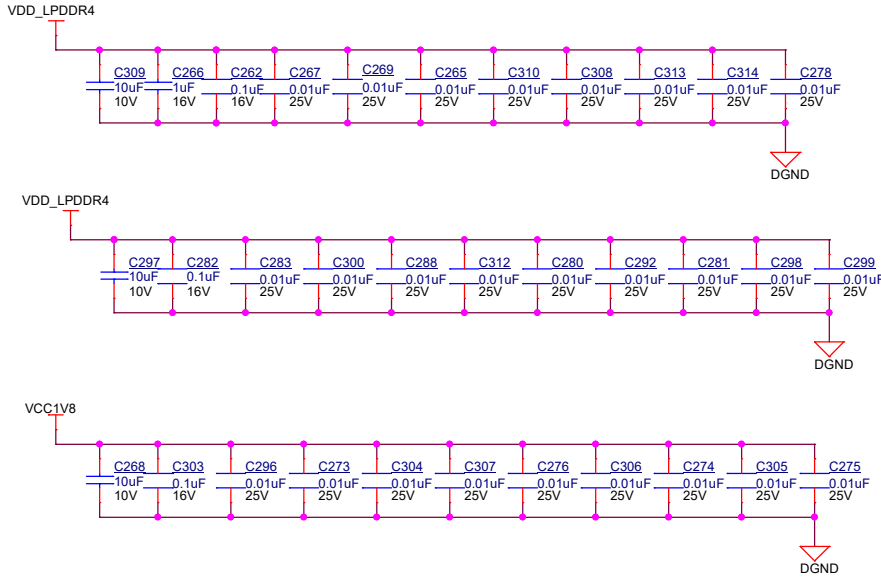 VDD_LPDDR4
C309 C266 C262 C267 C269 C265 C310 C308 C313 C314 C278
10uF 1uF 0.1uF 0.01uF 0.01uF 0.01uF 0.01uF 0.01uF 0.01uF 0.01uF 0.01uF
10V 16V 16V 25V 25V 25V 25V 25V 25V 25V 25V
DGND
VDD_LPDDR4
C297 C282 C283 C300 C288 C312 C280 C292 C281 C298 C299
10uF 0.1uF 0.01uF 0.01uF 0.01uF 0.01uF 0.01uF 0.01uF 0.01uF 0.01uF 0.01uF
10V 16V 25V 25V 25V 25V 25V 25V 25V 25V 25V
DGND
VCC1V8
C268 C303 C296 C273 C304 C307 C276 C306 C274 C305 C275
10uF 0.1uF 0.01uF 0.01uF 0.01uF 0.01uF 0.01uF 0.01uF 0.01uF 0.01uF 0.01uF
10V 16V 25V 25V 25V 25V 25V 25V 25V 25V 25V
DGND